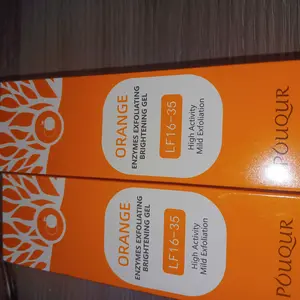 ORANGE
ENZYMES EXFOLIATING
BRIGHTENING GEL
LF16-35
High Activity
Mild Exfoliation
POUQUR
ORANGE
ENZYMES EXFOLIATING
BRIGHTENING GEL
LF16-35
High Activity
Mild Exfoliation
POUQUR